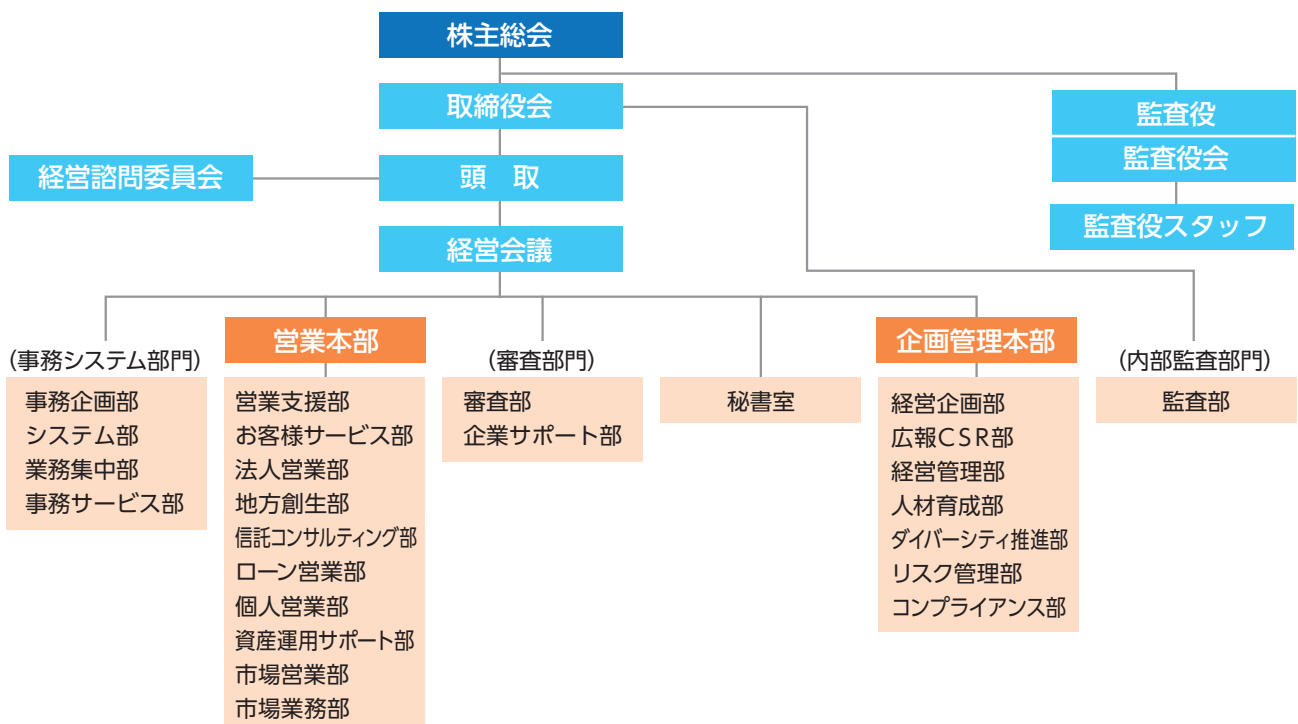 株主総会
取締役会
監査役
監査役会
経営諮問委員会
頭 取
監査役スタッフ
経営会議
(事務システム部門)
事務企画部
システム部
業務集中部
事務サービス部
営業本部
営業支援部
お客様サービス部
法人営業部
地方創生部
信託コンサルティング部
ローン営業部
個人営業部
資産運用サポート部
市場営業部
市場業務部
(審査部門)
審査部
企業サポート部
秘書室
企画管理本部
経営企画部
広報CSR部
経営管理部
人材育成部
ダイバーシティ推進部
リスク管理部
コンプライアンス部
(内部監査部門)
監査部